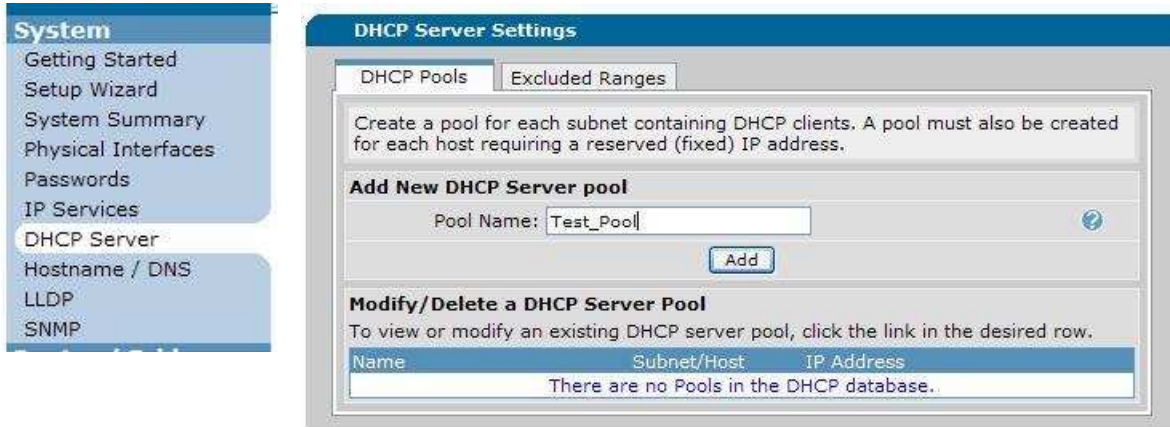 System
Getting Started
Setup Wizard
System Summary
Physical Interfaces
Passwords
IP Services
DHCP Server
Hostname / DNS
LLDP
SNMP
DHCP Server Settings
DHCP Pools
Excluded Ranges
Create a pool for each subnet containing DHCP clients. A pool must also be created
for each host requiring a reserved (fixed) IP address.
Add New DHCP Server pool
Pool Name: Test_Pool
?
Add
Modify/Delete a DHCP Server Pool
To view or modify an existing DHCP server pool, click the link in the desired row.
Name Subnet/Host IP Address
There are no Pools in the DHCP database.